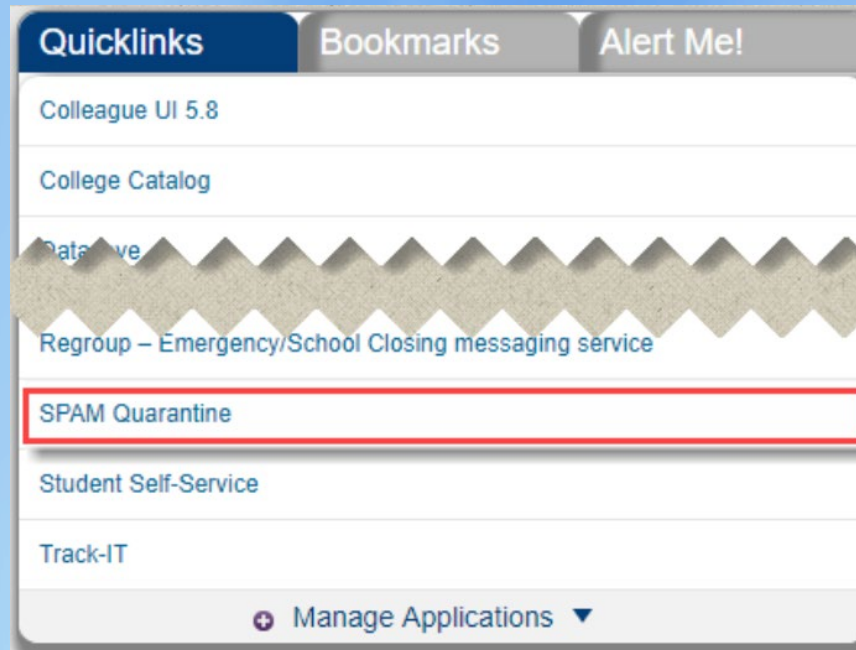 Quicklinks Bookmarks Alert Me!
Colleague UI 5.8
College Catalog
Regroup – Emergency/School Closing messaging service
SPAM Quarantine
Student Self-Service
Track-IT
Manage Applications